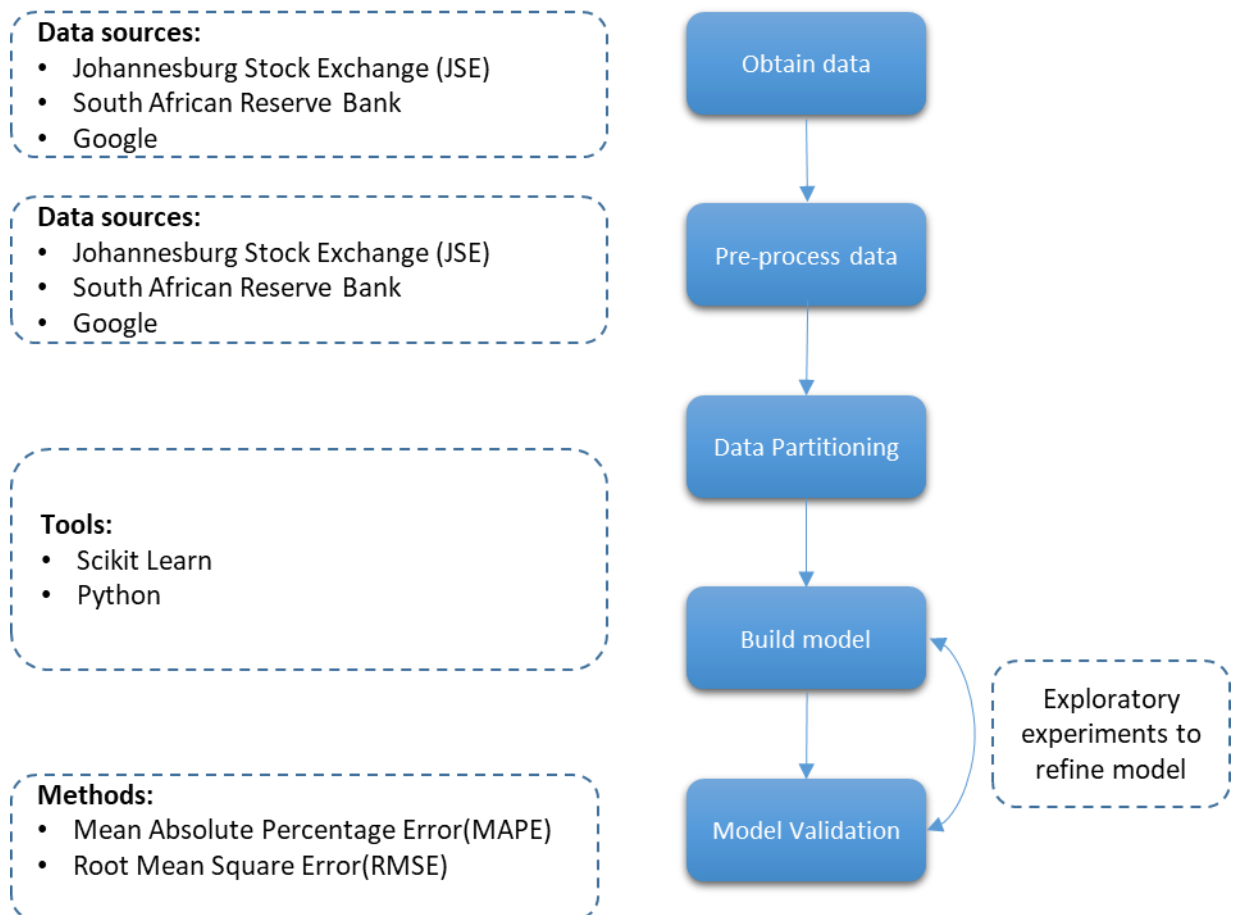 Data sources:
• Johannesburg Stock Exchange (JSE)
• South African Reserve Bank
• Google
Obtain data
Data sources:
• Johannesburg Stock Exchange (JSE)
• South African Reserve Bank
• Google
Pre-process data
Data Partitioning
Tools:
• Scikit Learn
• Python
Build model
Exploratory
experiments to
refine model
Methods:
• Mean Absolute Percentage Error(MAPE)
• Root Mean Square Error(RMSE)
Model Validation